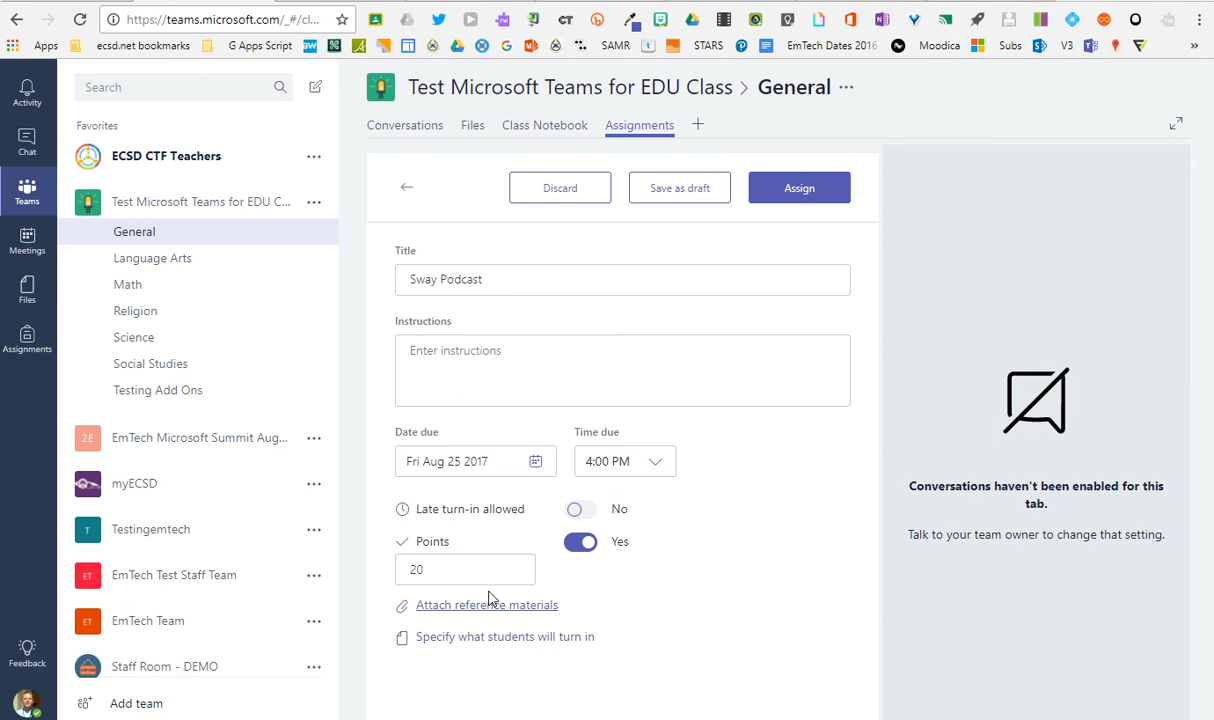 https://teams.microsoft.com/_#/cl...
CT
Apps
ecsd.net bookmarks
G Apps Script
aw
SAMR
t
STARS
EmTech Dates 2016
Moodica
Subs
V3
»
Search
Test Microsoft Teams for EDU Class > General ...
Activity
Chat
Teams
Meetings
Files
Assignments
Feedback
Favorites
ECSD CTF Teachers
Test Microsoft Teams for EDU C...
General
Language Arts
Math
Religion
Science
Social Studies
Testing Add Ons
2E
EmTech Microsoft Summit Aug...
myECSD
T
Testingemtech
ET
EmTech Test Staff Team
ET
EmTech Team
Staff Room - DEMO
Add team
Conversations
Files
Class Notebook
Assignments
Discard
Save as draft
Assign
Title
Sway Podcast
Instructions
Enter instructions
Date due
Time due
Fri Aug 25 2017
4:00 PM
Late turn-in allowed
No
Points
Yes
20
Attach reference materials
Specify what students will turn in
Conversations haven't been enabled for this
tab.
Talk to your team owner to change that setting.